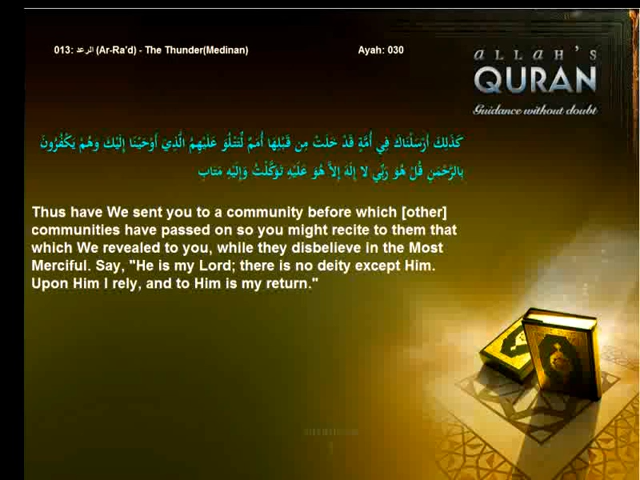 013: الرعد (Ar-Ra'd) - The Thunder(Medinan)
Ayah: 030
ALLAH'S
QURAN
Guidance without doubt
كَذَلِكَ أَرْسَلْنَاكَ فِي أُمَّةٍ قَدْ خَلَتْ مِن قَبْلِهَا أُمَمٌ لِّتَتْلُوَ عَلَيْهِمُ الَّذِيَ أَوْحَيْنَا إِلَيْكَ وَهُمْ يَكْفُرُونَ
بِالرَّحْمَنِ قُلْ هُوَ رَبِّي لا إِلَهَ إِلاَّ هُوَ عَلَيْهِ تَوَكَّلْتُ وَإِلَيْهِ مَتَابِ
Thus have We sent you to a community before which [other]
communities have passed on so you might recite to them that
which We revealed to you, while they disbelieve in the Most
Merciful. Say, "He is my Lord; there is no deity except Him.
Upon Him I rely, and to Him is my return."